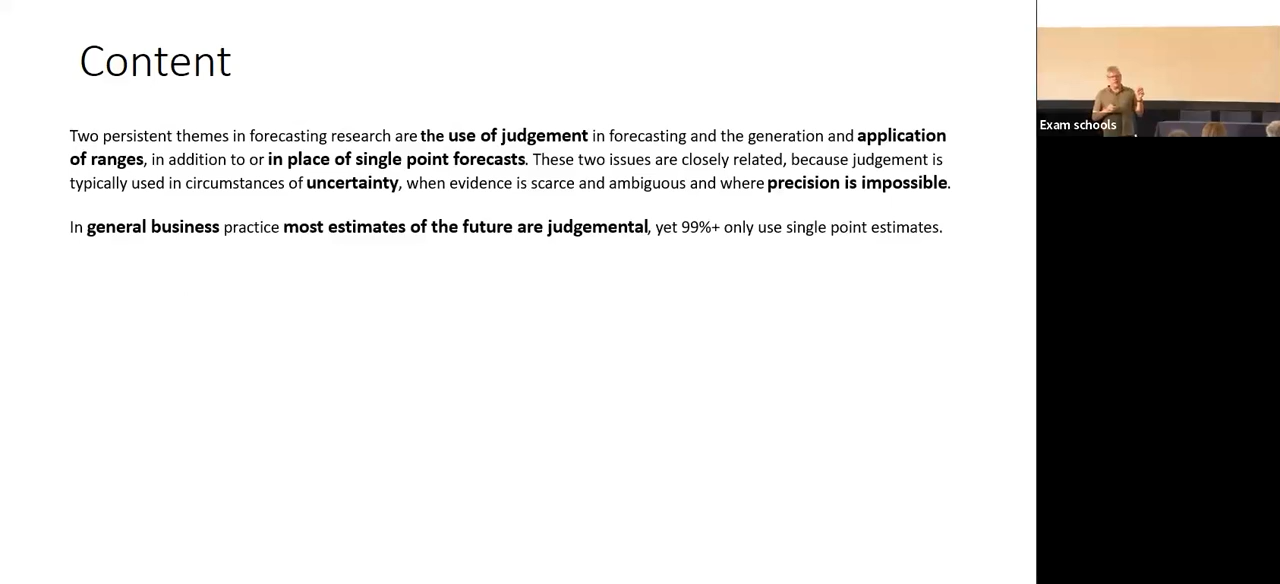 Content
Two persistent themes in forecasting research are the use of judgement in forecasting and the generation and application
of ranges, in addition to or in place of single point forecasts. These two issues are closely related, because judgement is
typically used in circumstances of uncertainty, when evidence is scarce and ambiguous and where precision is impossible.
In general business practice most estimates of the future are judgemental, yet 99%+ only use single point estimates.
Exam schools